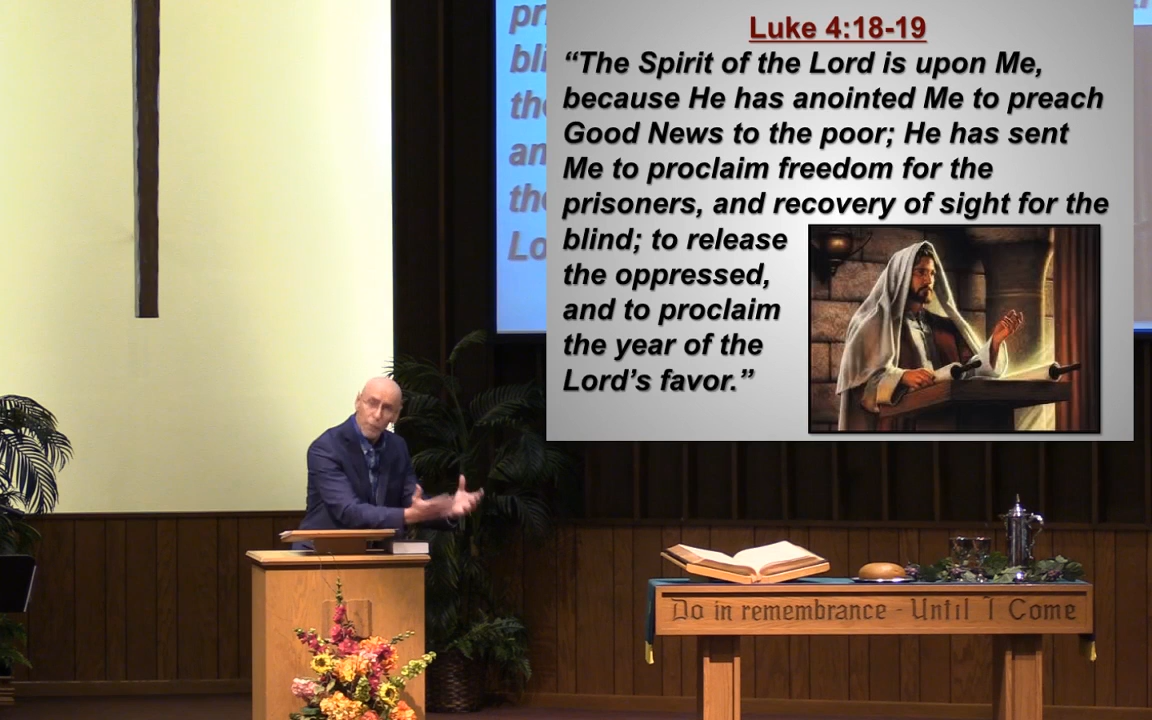 Luke 4:18-19
“The Spirit of the Lord is upon Me,
because He has anointed Me to preach
Good News to the poor; He has sent
Me to proclaim freedom for the
prisoners, and recovery of sight for the
blind; to release
the oppressed,
and to proclaim
the year of the
Lord’s favor.”
Do in remembrance - Until I Come